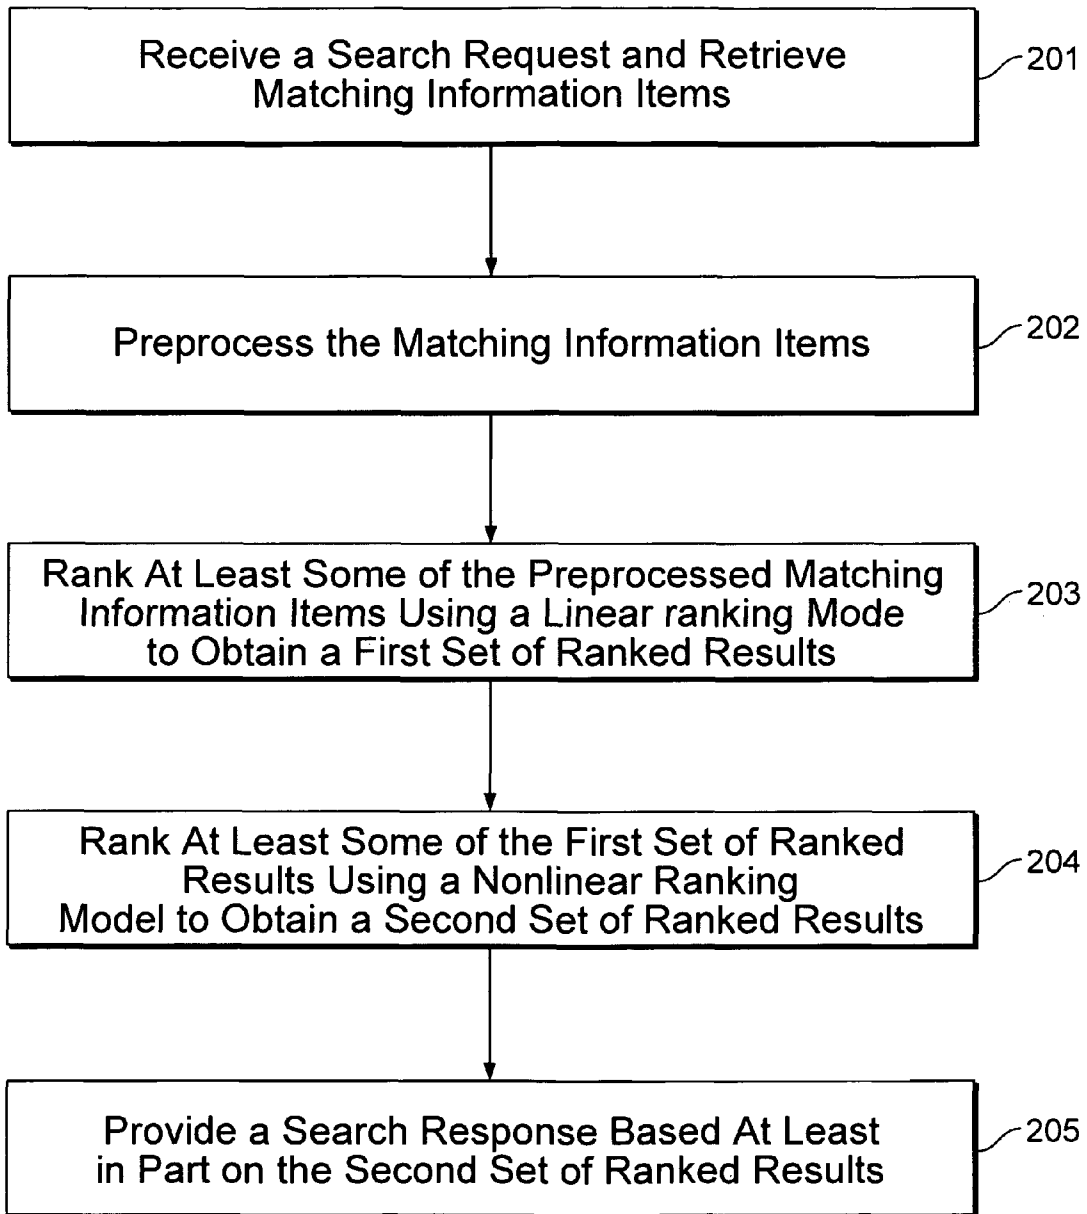 Receive a Search Request and Retrieve
Matching Information Items
201
Preprocess the Matching Information Items
202
Rank At Least Some of the Preprocessed Matching
Information Items Using a Linear ranking Mode
to Obtain a First Set of Ranked Results
203
Rank At Least Some of the First Set of Ranked
Results Using a Nonlinear Ranking
Model to Obtain a Second Set of Ranked Results
204
Provide a Search Response Based At Least
in Part on the Second Set of Ranked Results
205